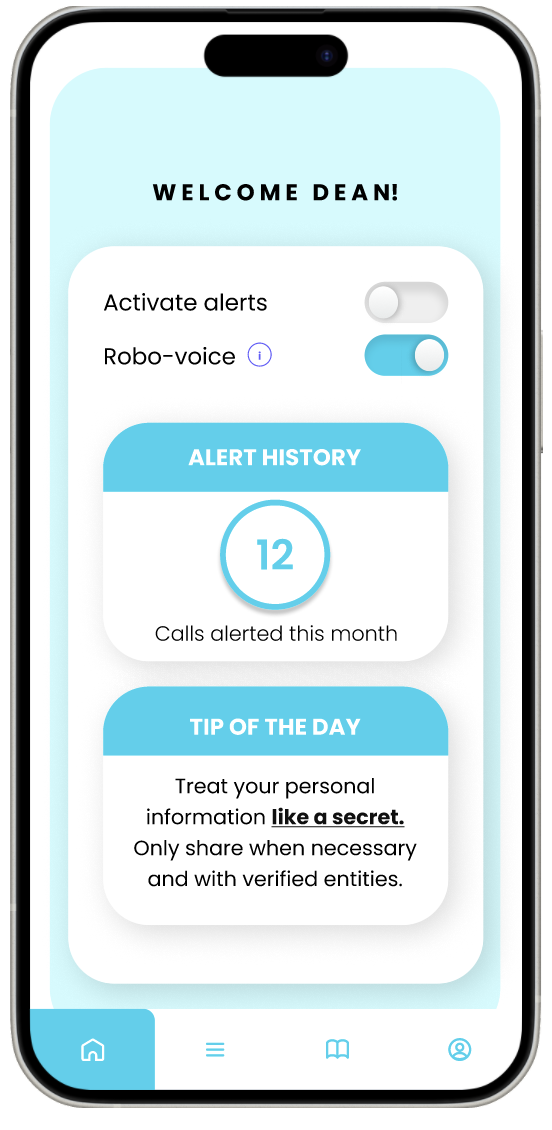 WELCOME DEAN!
Activate alerts
Robo-voice i
ALERT HISTORY
12
Calls alerted this month
TIP OF THE DAY
Treat your personal
information like a secret.
Only share when necessary
and with verified entities.